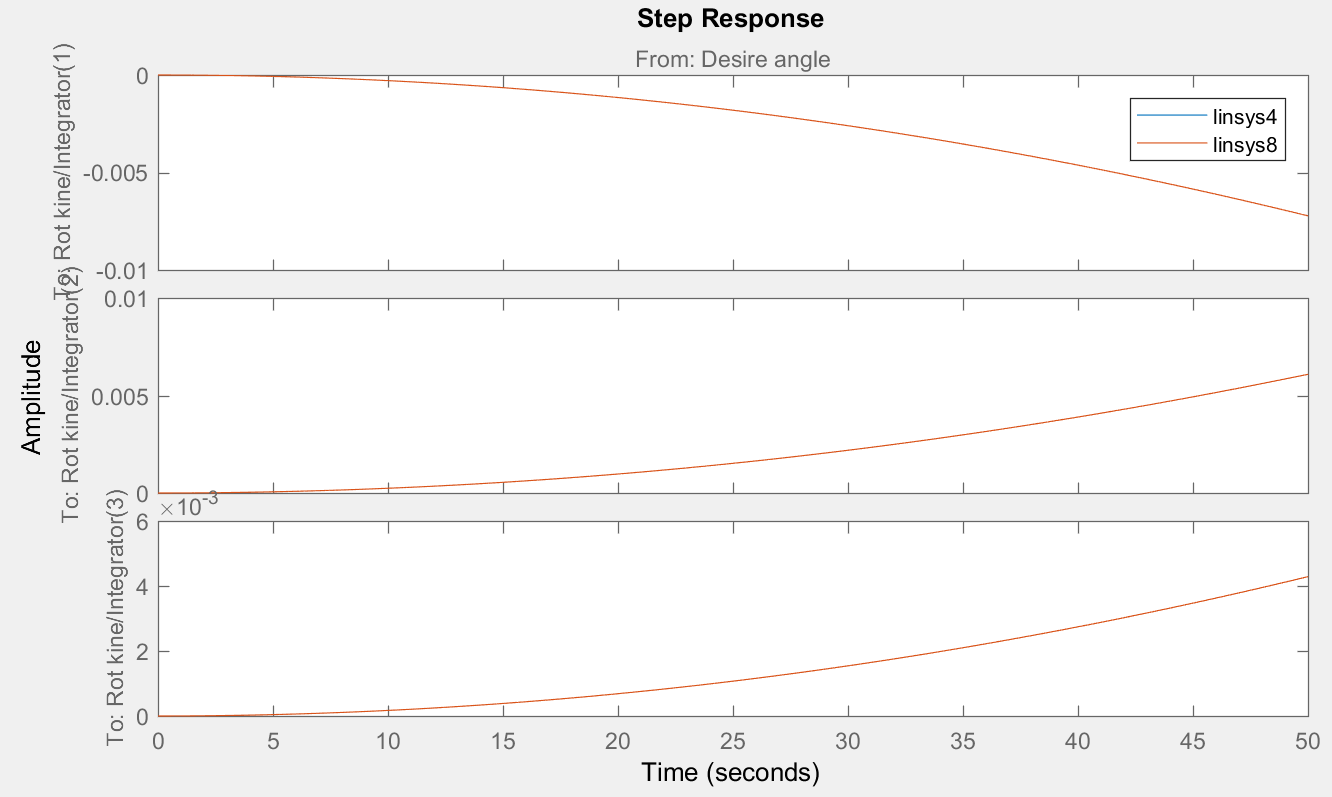 Step Response
From: Desire angle
To: Rot kine/Integrator(1)
0
-0.005
-0.01
linsys4
linsys8
Amplitude
To: Rot kine/Integrator(2)
0.01
0.005
0
×10⁻³
To: Rot kine/Integrator(3)
6
4
2
0
0 5 10 15 20 25 30 35 40 45 50
Time (seconds)